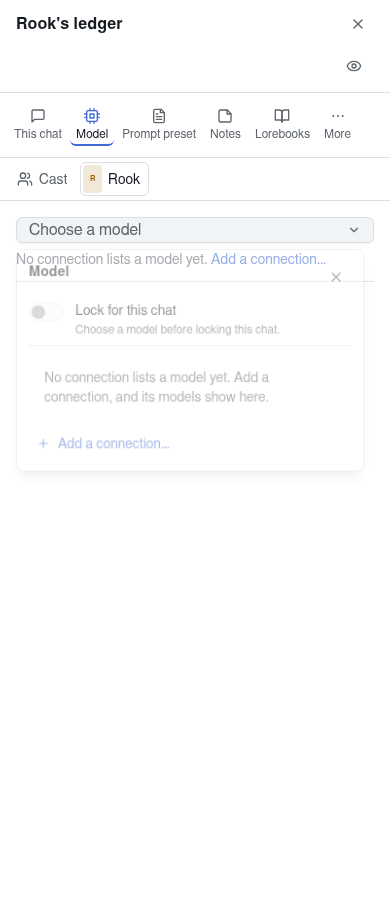 Rook's ledger
This chat
Model
Prompt preset
Notes
Lorebooks
More
Cast
R
Rook
Choose a model
No connection lists a model yet. Add a connection...
Model
Lock for this chat
Choose a model before locking this chat.
No connection lists a model yet. Add a
connection, and its models show here.
Add a connection...